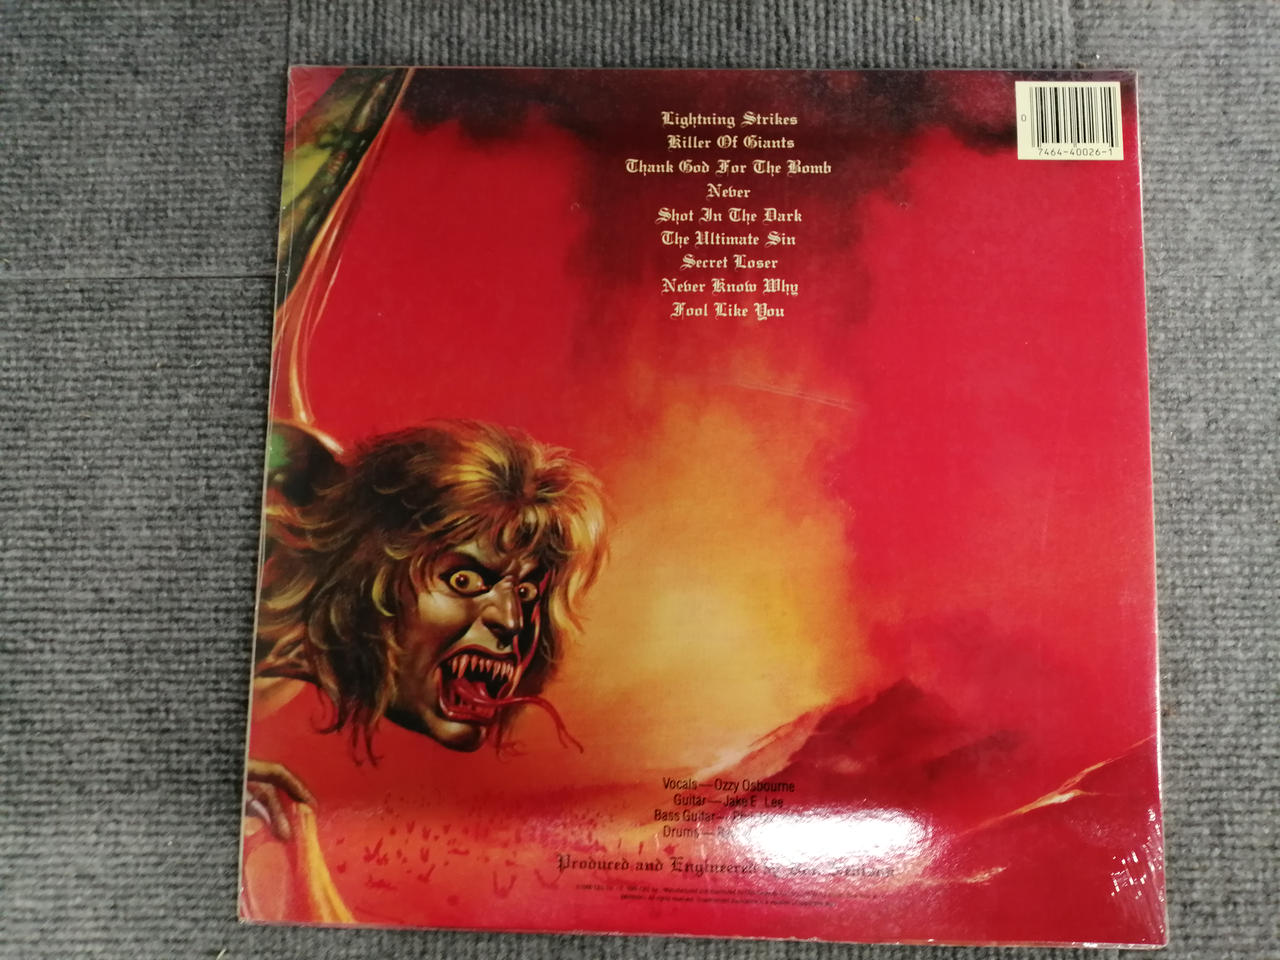 Lightning Strikes
Killer Of Giants
Thank God For The Bomb
Never
Shot In The Dark
The Ultimate Sin
Secret Loser
Never Know Why
Fool Like You
0
7464-40026-1
Vocals—Ozzy Osbourne
Guitar—Jake E. Lee
Bass Guitar—
Drums—
Produced and Engineered by